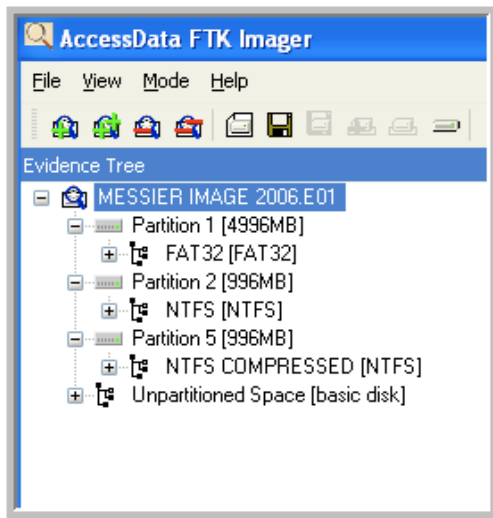 AccessData FTK Imager
File View Mode Help
Evidence Tree
MESSIER IMAGE 2006.E01
Partition 1 [4996MB]
FAT32 [FAT32]
Partition 2 [996MB]
NTFS [NTFS]
Partition 5 [996MB]
NTFS COMPRESSED [NTFS]
Unpartitioned Space [basic disk]